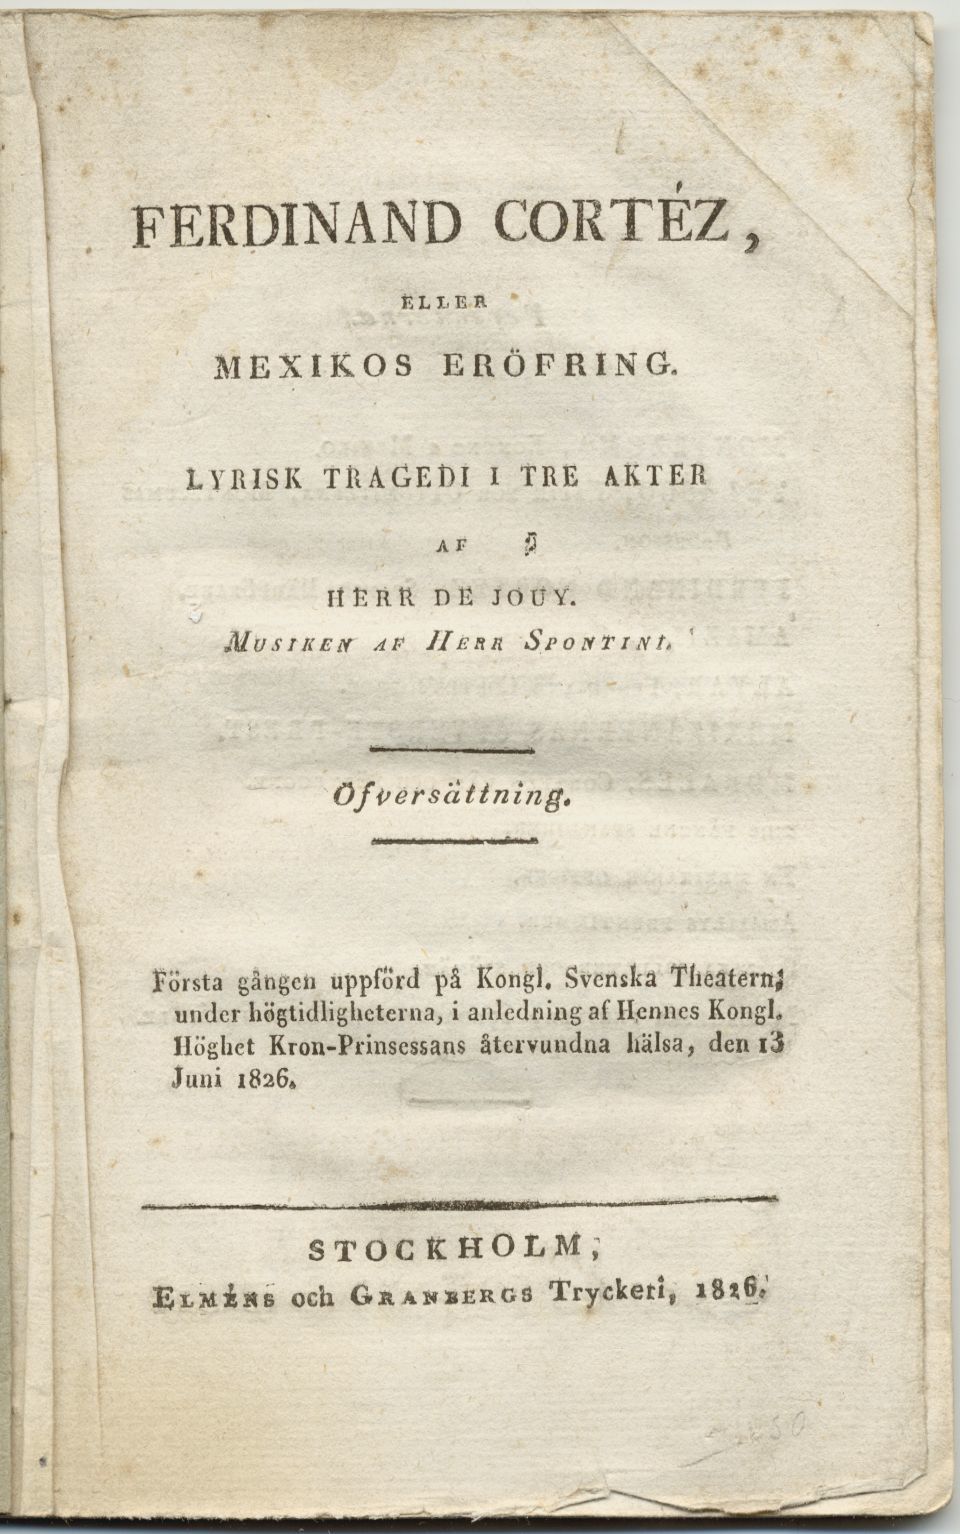 FERDINAND CORTÉZ,
ELLER
MEXIKOS ERÖFRING.
LYRISK TRAGEDI I TRE AKTER
AF
HERR DE JOUY.
MUSIKEN AF HERR SPONTINI.
Öfversättning.
Första gången uppförd på Kongl. Svenska Theatern,
under högtidligheterna, i anledning af Hennes Kongl.
Höghet Kron-Prinsessans återvundna hälsa, den 13
Juni 1826.
STOCKHOLM,
ELMÉNS och GRANBERGS Tryckeri, 1826.